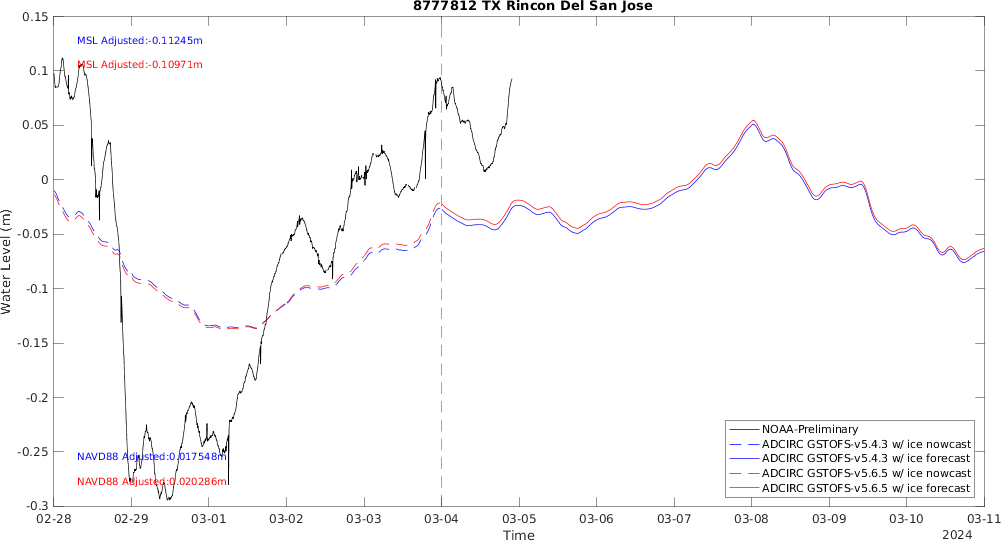 8777812 TX Rincon Del San Jose
MSL Adjusted:-0.11245m
MSL Adjusted:-0.10971m
NAVD88 Adjusted:0.017548m
NAVD88 Adjusted:0.020286m
Water Level (m)
0.15
0.1
0.05
0
-0.05
-0.1
-0.15
-0.2
-0.25
-0.3
NOAA-Preliminary
ADCIRC GSTOFS-v5.4.3 w/ ice nowcast
ADCIRC GSTOFS-v5.4.3 w/ ice forecast
ADCIRC GSTOFS-v5.6.5 w/ ice nowcast
ADCIRC GSTOFS-v5.6.5 w/ ice forecast
02-28 02-29 03-01 03-02 03-03 03-04 03-05 03-06 03-07 03-08 03-09 03-10 03-11
Time
2024